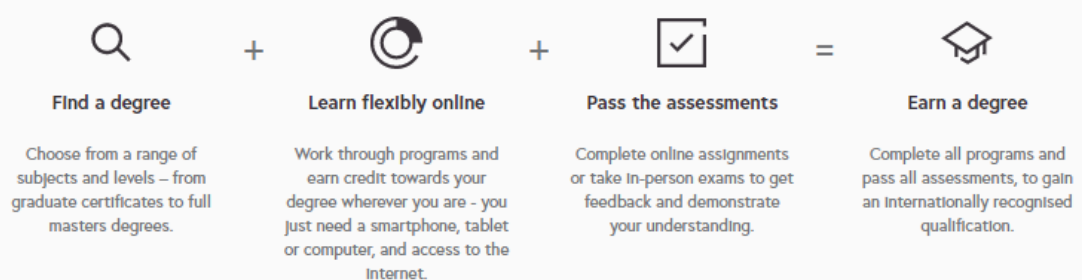 +
+
=
Find a degree
Choose from a range of
subjects and levels – from
graduate certificates to full
masters degrees.
Learn flexibly online
Work through programs and
earn credit towards your
degree wherever you are - you
just need a smartphone, tablet
or computer, and access to the
internet.
Pass the assessments
Complete online assignments
or take in-person exams to get
feedback and demonstrate
your understanding.
Earn a degree
Complete all programs and
pass all assessments, to gain
an internationally recognised
qualification.